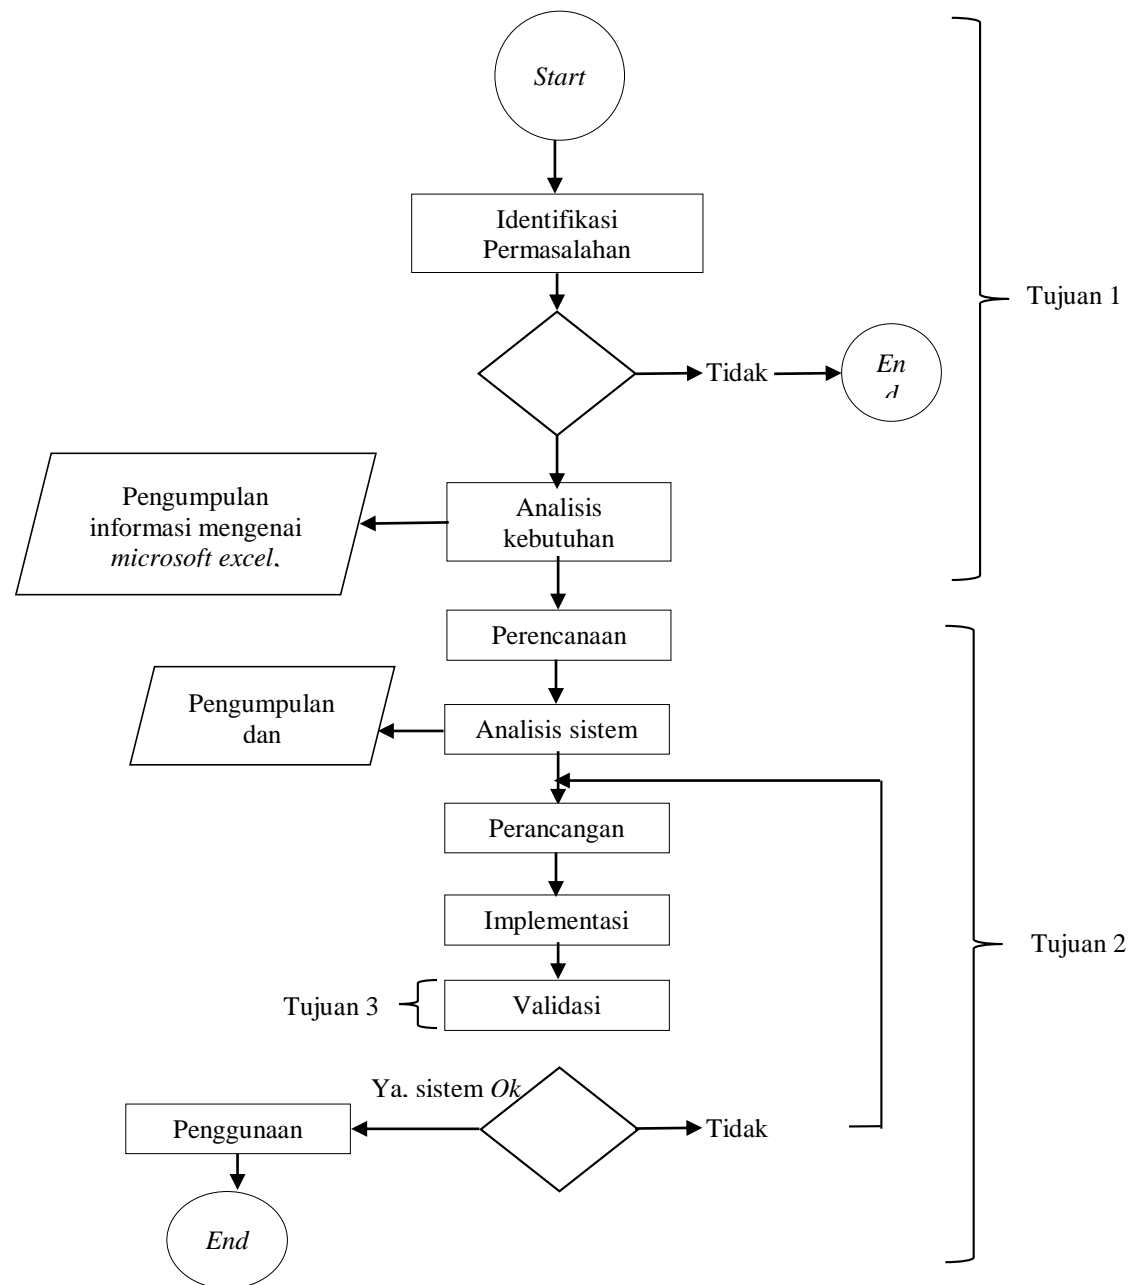 Start
Identifikasi
Permasalahan
Tujuan 1
Tidak
En
d
Pengumpulan
informasi mengenai
microsoft excel,
Analisis
kebutuhan
Perencanaan
Pengumpulan
dan
Analisis sistem
Perancangan
Implementasi
Tujuan 2
Tujuan 3
Validasi
Ya, sistem Ok
Penggunaan
Tidak
End